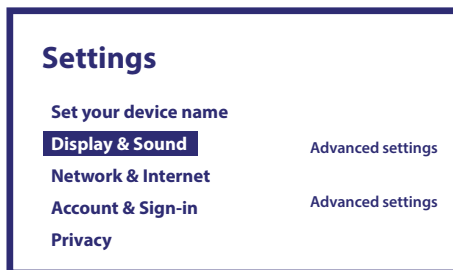 Settings
Set your device name
Display & Sound
Advanced settings
Network & Internet
Account & Sign-in
Advanced settings
Privacy